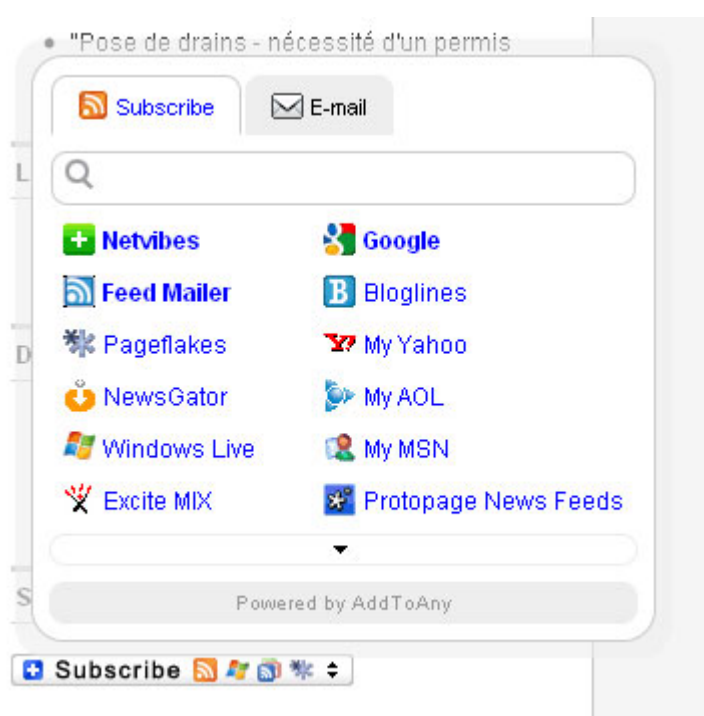 "Pose de drains - nécessité d'un permis
Subscribe E-mail
L
Netvibes Google
Feed Mailer Bloglines
D
Pageflakes My Yahoo
NewsGator My AOL
Windows Live My MSN
Excite MIX Protopage News Feeds
S
Powered by AddToAny
Subscribe